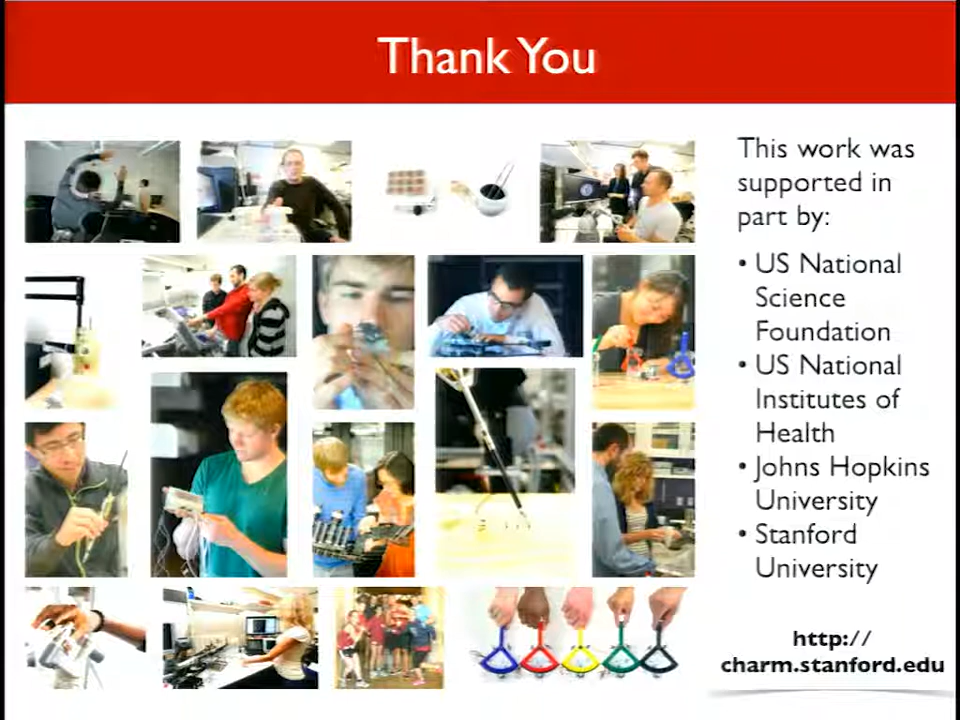 Thank You
This work was
supported in
part by:
• US National
Science
Foundation
• US National
Institutes of
Health
• Johns Hopkins
University
• Stanford
University
http://
charm.stanford.edu